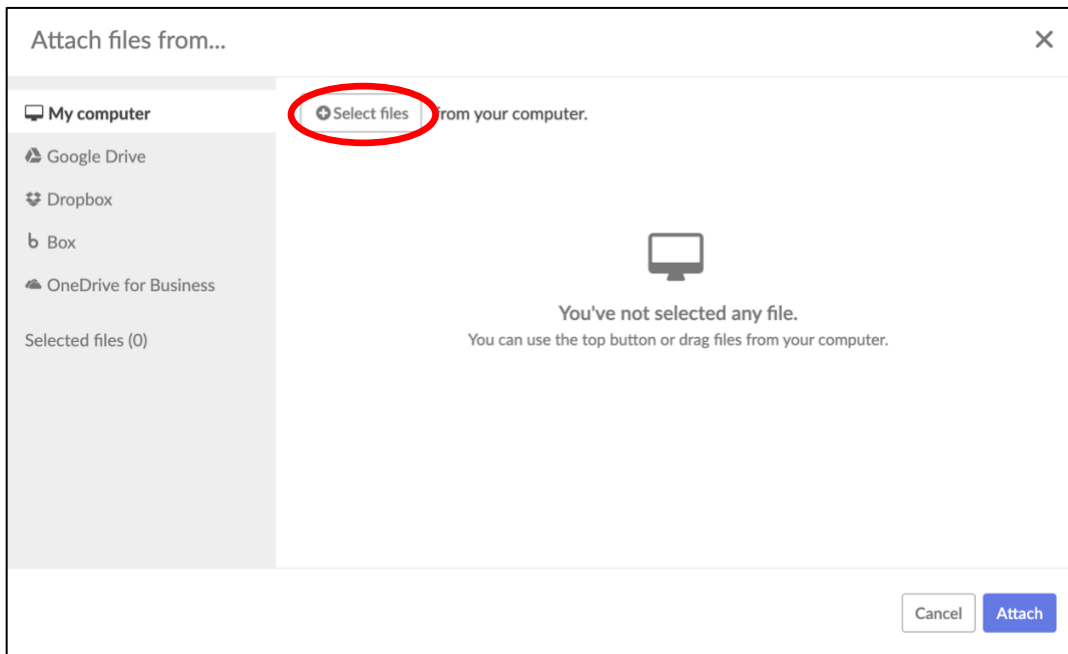 Attach files from...
My computer
Google Drive
Dropbox
Box
OneDrive for Business
Selected files (0)
Select files from your computer.
You've not selected any file.
You can use the top button or drag files from your computer.
Cancel
Attach